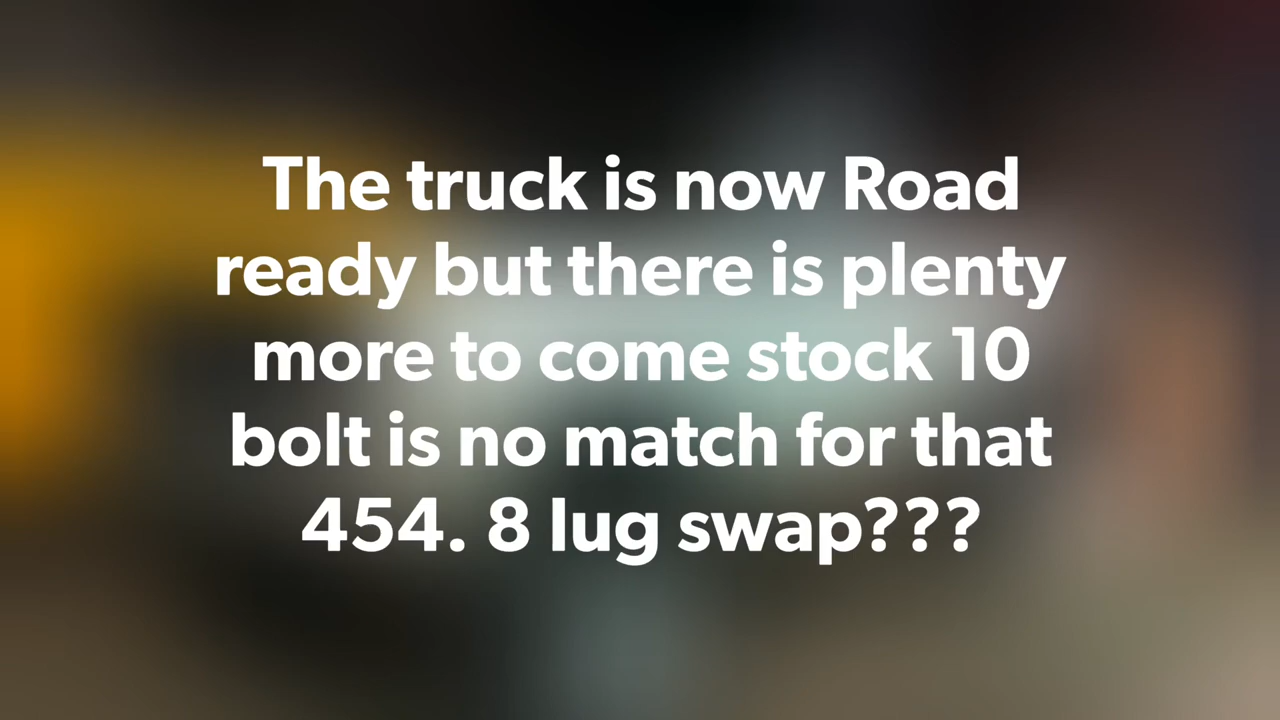 The truck is now Road
ready but there is plenty
more to come stock 10
bolt is no match for that
454. 8 lug swap???